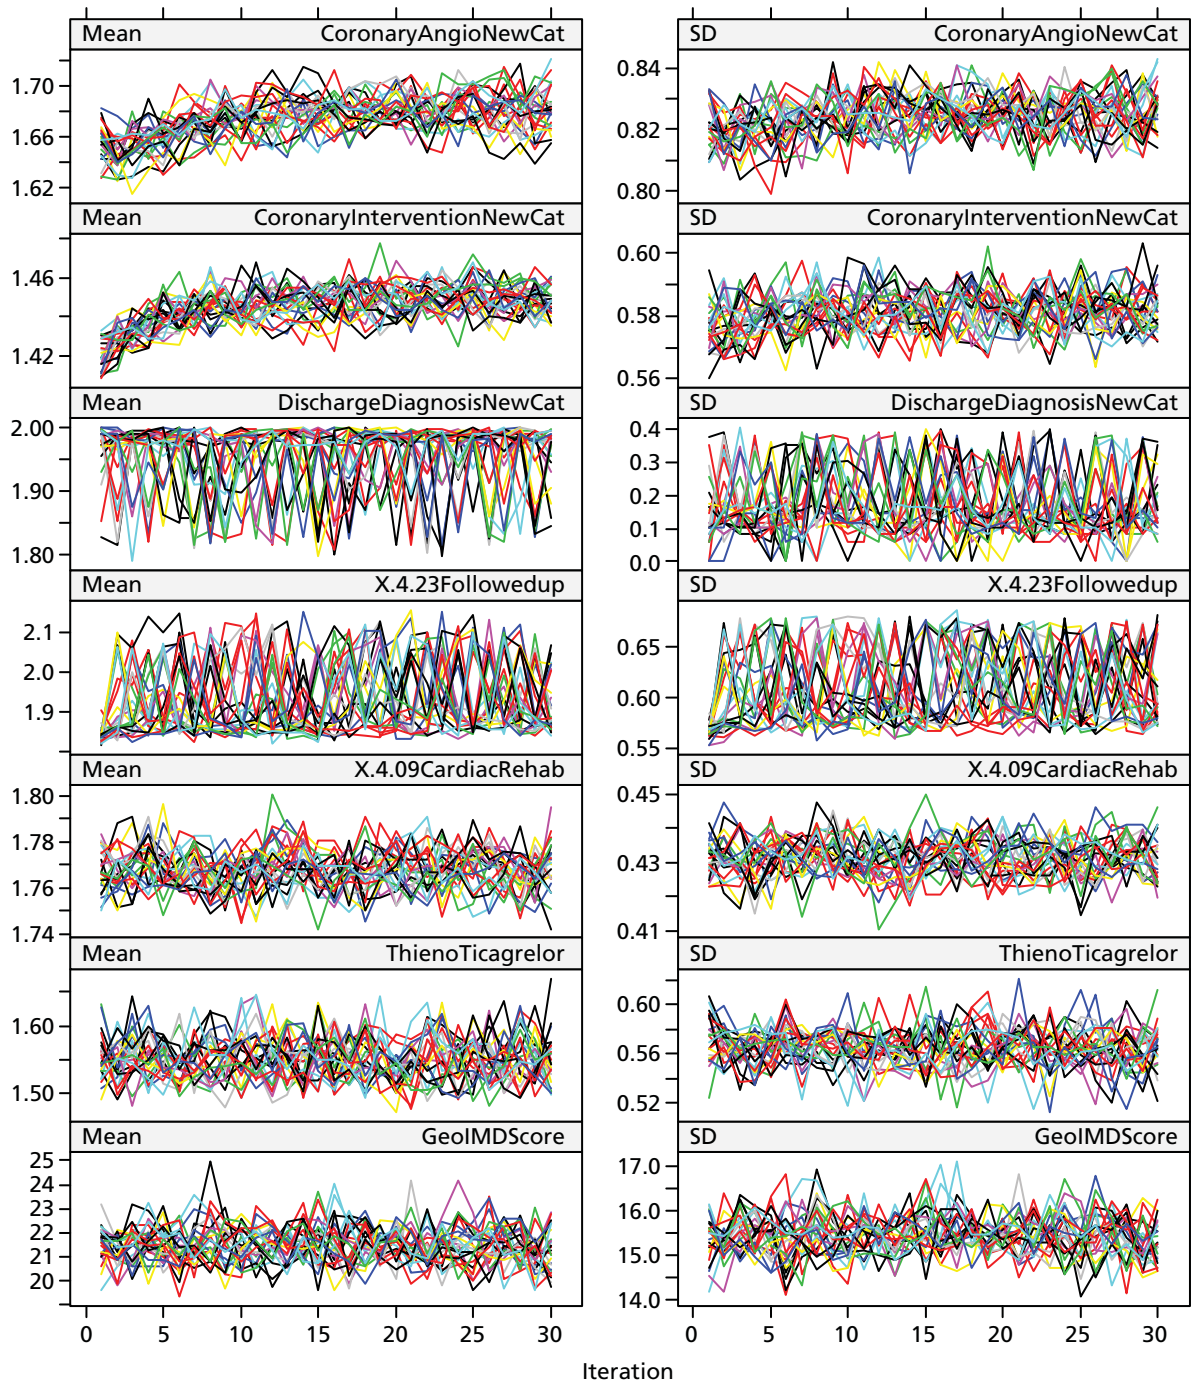 Mean CoronaryAngioNewCat
1.70
1.66
1.62
Mean CoronaryInterventionNewCat
1.46
1.42
Mean DischargeDiagnosisNewCat
2.00
1.90
1.80
Mean X.4.23Followedup
2.1
2.0
1.9
Mean X.4.09CardiacRehab
1.80
1.78
1.76
1.74
Mean ThienoTicagrelor
1.60
1.50
Mean GeoIMDScore
25
24
23
22
21
20
0 5 10 15 20 25 30
SD CoronaryAngioNewCat
0.84
0.82
0.80
SD CoronaryInterventionNewCat
0.60
0.58
0.56
SD DischargeDiagnosisNewCat
0.4
0.3
0.2
0.1
0.0
SD X.4.23Followedup
0.65
0.60
0.55
SD X.4.09CardiacRehab
0.45
0.43
0.41
SD ThienoTicagrelor
0.60
0.56
0.52
SD GeoIMDScore
17.0
16.0
15.0
14.0
0 5 10 15 20 25 30
Iteration